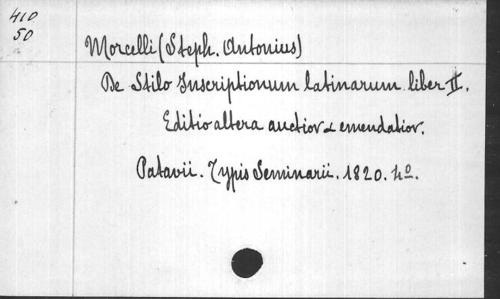 410
50
Morcelli (Steph. Antonius)
De Stilo Inscriptionum latinarum liber II.
Editio altera auctior & emendatior.
Patavii. Typis Seminarii. 1820. 4º.